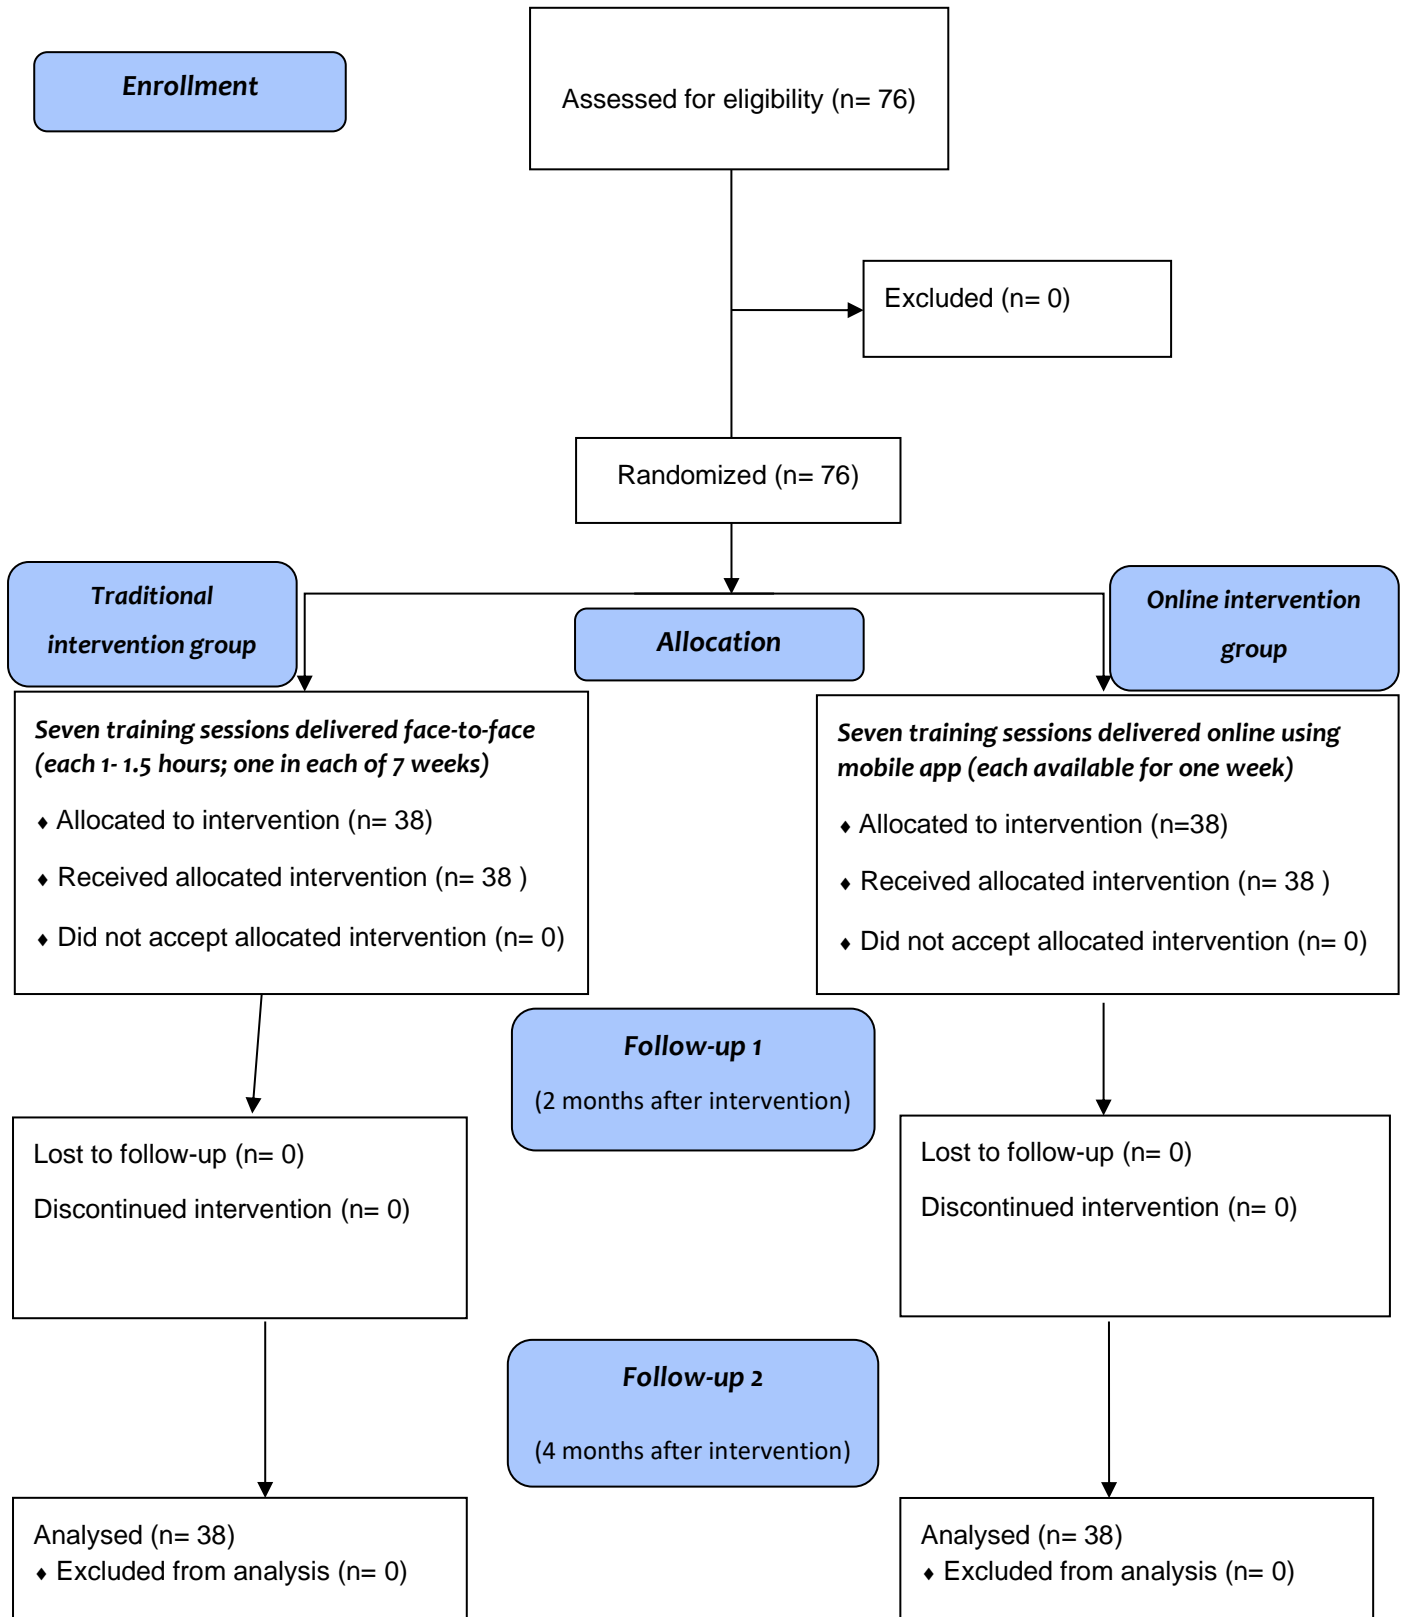 Enrollment
Assessed for eligibility (n= 76)
Excluded (n= 0)
Randomized (n= 76)
Traditional
intervention group
Allocation
Online intervention
group
Seven training sessions delivered face-to-face
(each 1- 1.5 hours; one in each of 7 weeks)
♦ Allocated to intervention (n= 38)
♦ Received allocated intervention (n= 38 )
♦ Did not accept allocated intervention (n= 0)
Seven training sessions delivered online using
mobile app (each available for one week)
♦ Allocated to intervention (n=38)
♦ Received allocated intervention (n= 38 )
♦ Did not accept allocated intervention (n= 0)
Follow-up 1
(2 months after intervention)
Lost to follow-up (n= 0)
Discontinued intervention (n= 0)
Lost to follow-up (n= 0)
Discontinued intervention (n= 0)
Follow-up 2
(4 months after intervention)
Analysed (n= 38)
♦ Excluded from analysis (n= 0)
Analysed (n= 38)
♦ Excluded from analysis (n= 0)